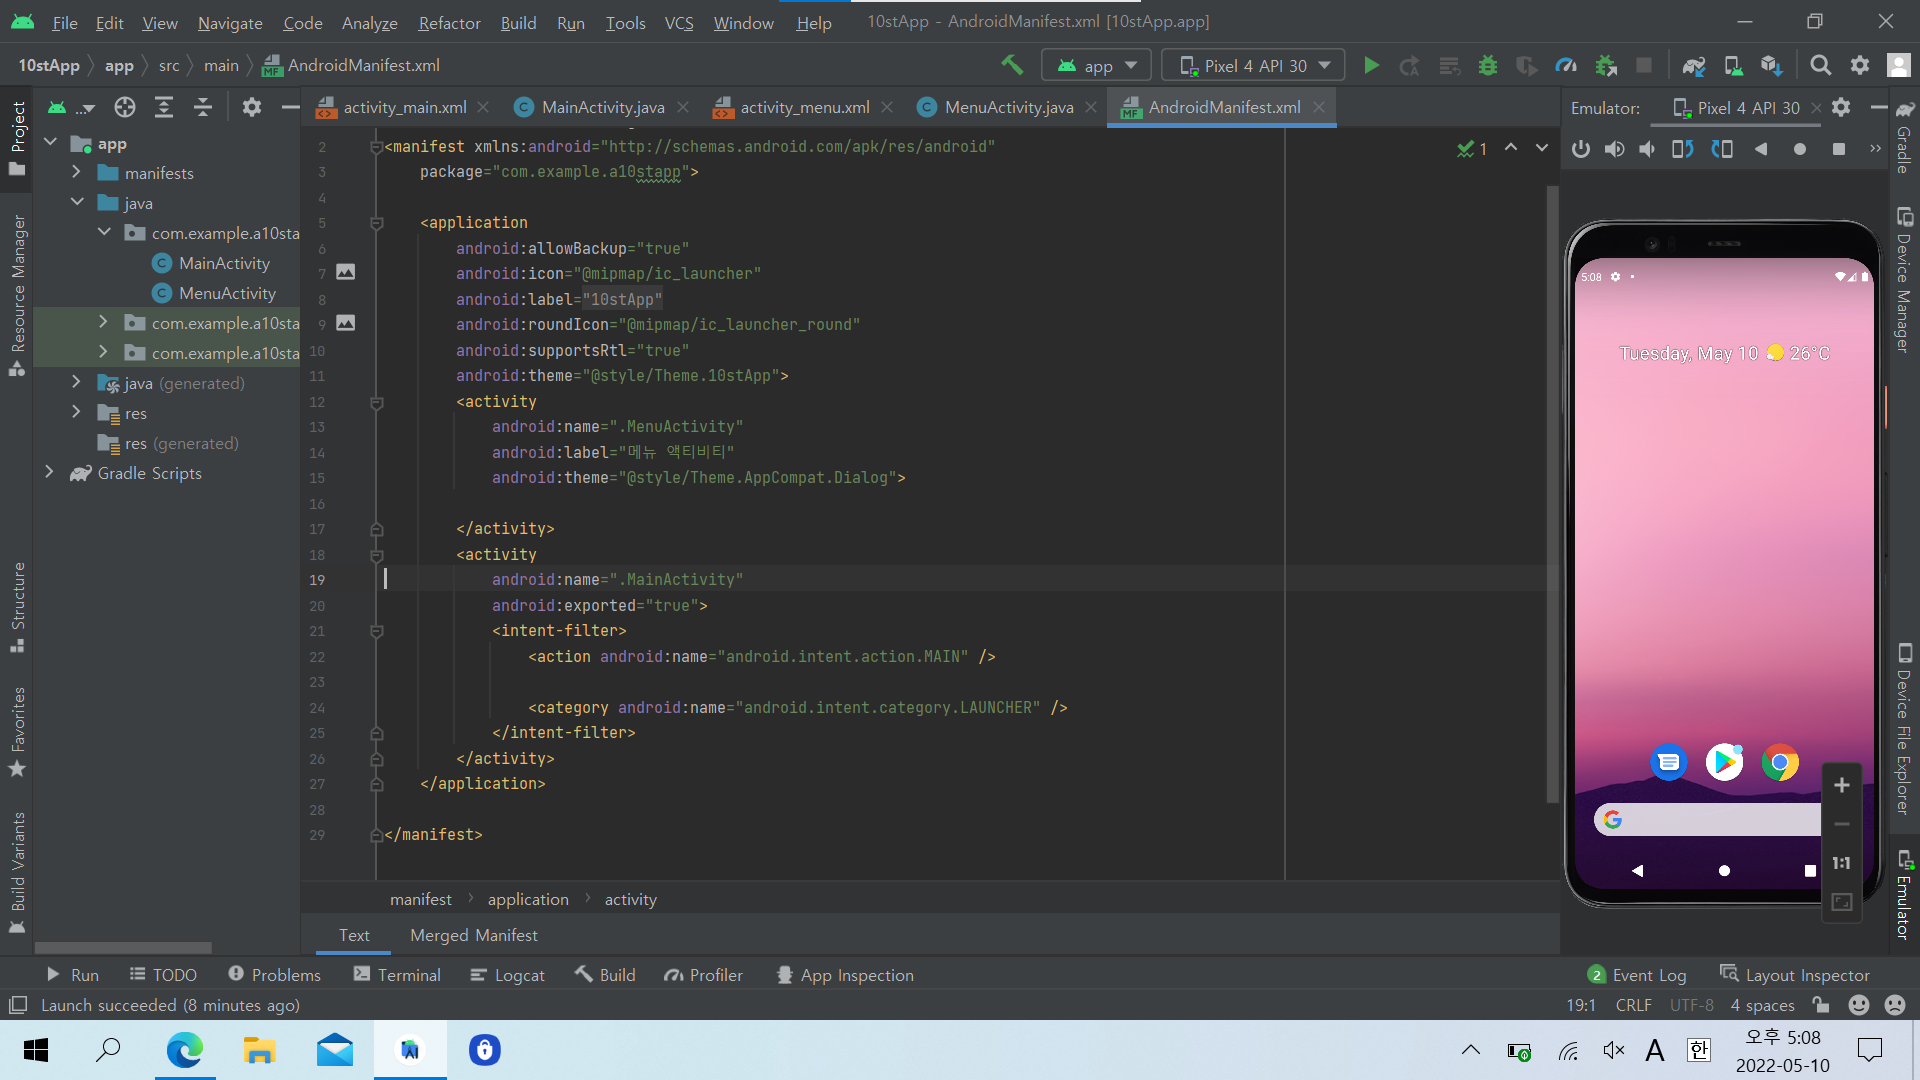 File Edit View Navigate Code Analyze Refactor Build Run Tools VCS Window Help 10stApp - AndroidManifest.xml [10stApp.app]
10stApp app src main AndroidManifest.xml app Pixel 4 API 30
Project
Resource Manager
Structure
Favorites
Build Variants
...
app
manifests
java
com.example.a10sta
MainActivity
MenuActivity
com.example.a10sta
com.example.a10sta
java (generated)
res
res (generated)
Gradle Scripts
activity_main.xml MainActivity.java activity_menu.xml MenuActivity.java AndroidManifest.xml
1
2 <manifest xmlns:android="http://schemas.android.com/apk/res/android"
3 package="com.example.a10stapp">
4
5 <application
6 android:allowBackup="true"
7 android:icon="@mipmap/ic_launcher"
8 android:label="10stApp"
9 android:roundIcon="@mipmap/ic_launcher_round"
10 android:supportsRtl="true"
11 android:theme="@style/Theme.10stApp">
12 <activity
13 android:name=".MenuActivity"
14 android:label="메뉴 액티비티"
15 android:theme="@style/Theme.AppCompat.Dialog">
16
17 </activity>
18 <activity
19 android:name=".MainActivity"
20 android:exported="true">
21 <intent-filter>
22 <action android:name="android.intent.action.MAIN" />
23
24 <category android:name="android.intent.category.LAUNCHER" />
25 </intent-filter>
26 </activity>
27 </application>
28
29 </manifest>
manifest application activity
Text Merged Manifest
Emulator: Pixel 4 API 30
5:08
Tuesday, May 10 26°C
1:1
Gradle
Device Manager
Device File Explorer
Emulator
Run TODO Problems Terminal Logcat Build Profiler App Inspection 2 Event Log Layout Inspector
Launch succeeded (8 minutes ago) 19:1 CRLF UTF-8 4 spaces
A 한 오후 5:08
2022-05-10